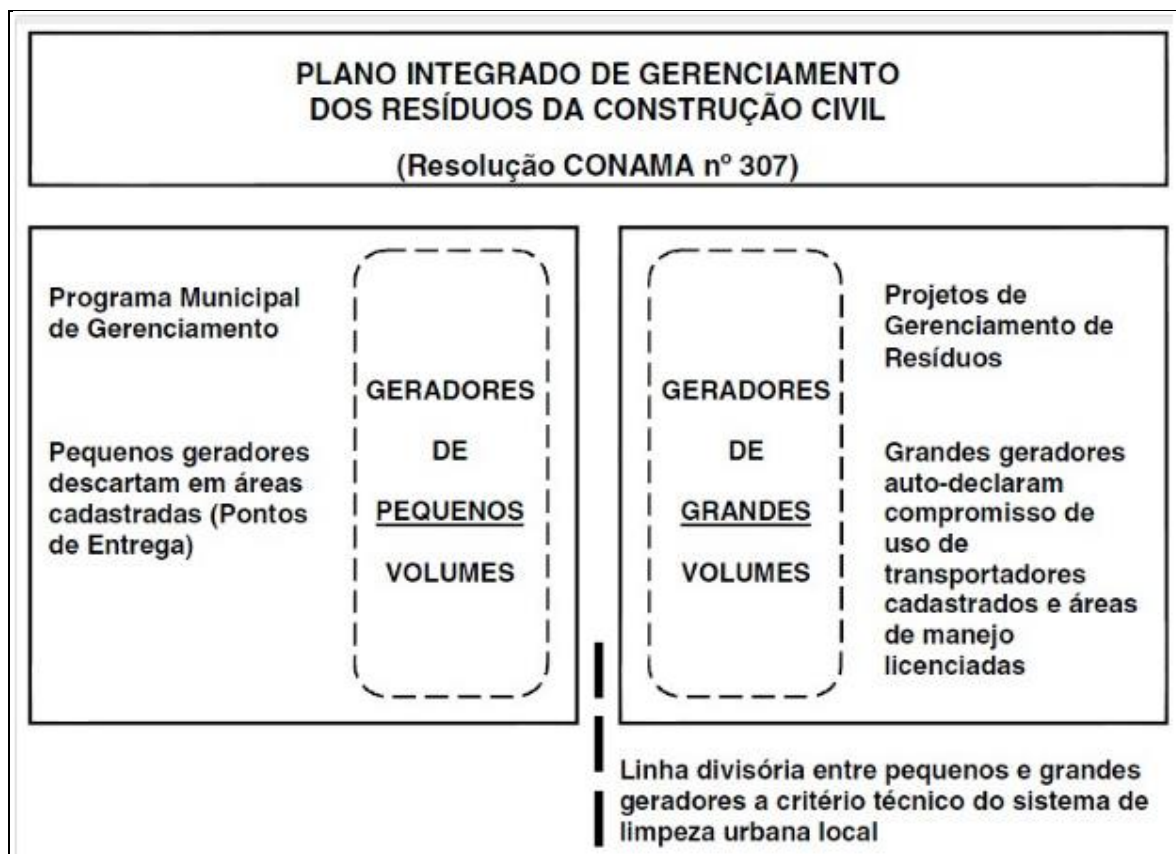 PLANO INTEGRADO DE GERENCIAMENTO
DOS RESÍDUOS DA CONSTRUÇÃO CIVIL
(Resolução CONAMA nº 307)
Programa Municipal
de Gerenciamento
Pequenos geradores
descartam em áreas
cadastradas (Pontos
de Entrega)
GERADORES
DE
PEQUENOS
VOLUMES
GERADORES
DE
GRANDES
VOLUMES
Projetos de
Gerenciamento de
Resíduos
Grandes geradores
auto-declaram
compromisso de
uso de
transportadores
cadastrados e áreas
de manejo
licenciadas
Linha divisória entre pequenos e grandes
geradores a critério técnico do sistema de
limpeza urbana local